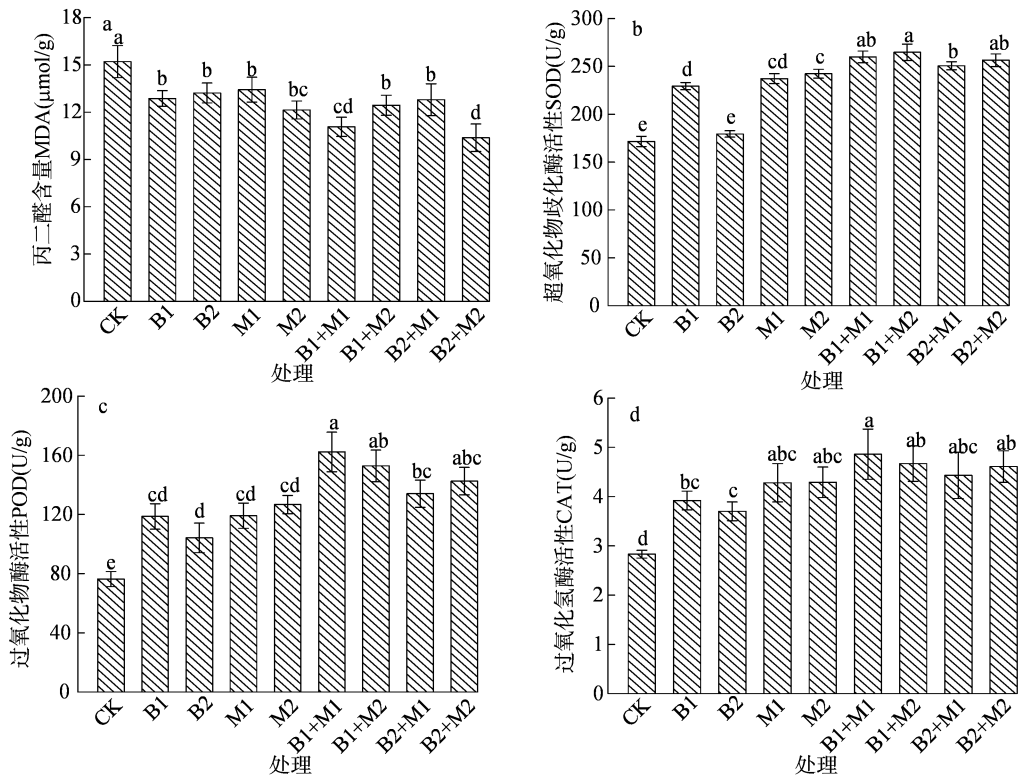 a
丙二醛含量MDA(μmol/g)
18
15
12
9
6
3
0
a
b
b
b
bc
cd
b
b
d
CK
B1
B2
M1
M2
B1+M1
B1+M2
B2+M1
B2+M2
处理
b
超氧化物歧化酶活性SOD(U/g)
300
250
200
150
100
50
0
e
d
e
cd
c
ab
a
b
ab
CK
B1
B2
M1
M2
B1+M1
B1+M2
B2+M1
B2+M2
处理
c
过氧化物酶活性POD(U/g)
200
160
120
80
40
0
e
cd
d
cd
cd
a
ab
bc
abc
CK
B1
B2
M1
M2
B1+M1
B1+M2
B2+M1
B2+M2
处理
d
过氧化氢酶活性CAT(U/g)
6
5
4
3
2
1
0
d
bc
c
abc
abc
a
ab
abc
ab
CK
B1
B2
M1
M2
B1+M1
B1+M2
B2+M1
B2+M2
处理